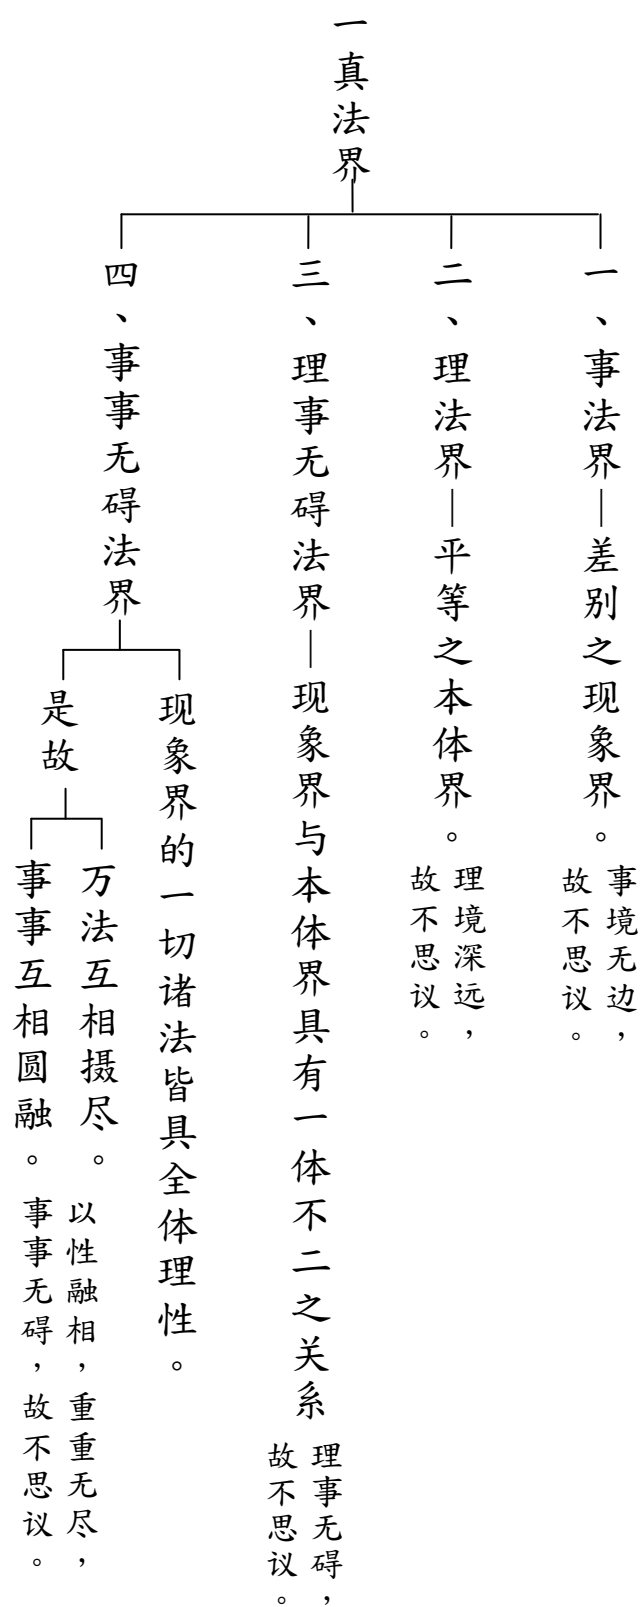 一真法界
一、事法界—差别之现象界。
事境无边，
故不思议。
二、理法界—平等之本体界。
理境深远，
故不思议。
三、理事无碍法界—现象界与本体界具有一体不二之关系
理事无碍，
故不思议。
四、事事无碍法界
现象界的一切诸法皆具全体理性。
是故
万法互相摄尽。
事事互相圆融。
以性融相，重重无尽，
事事无碍，故不思议。